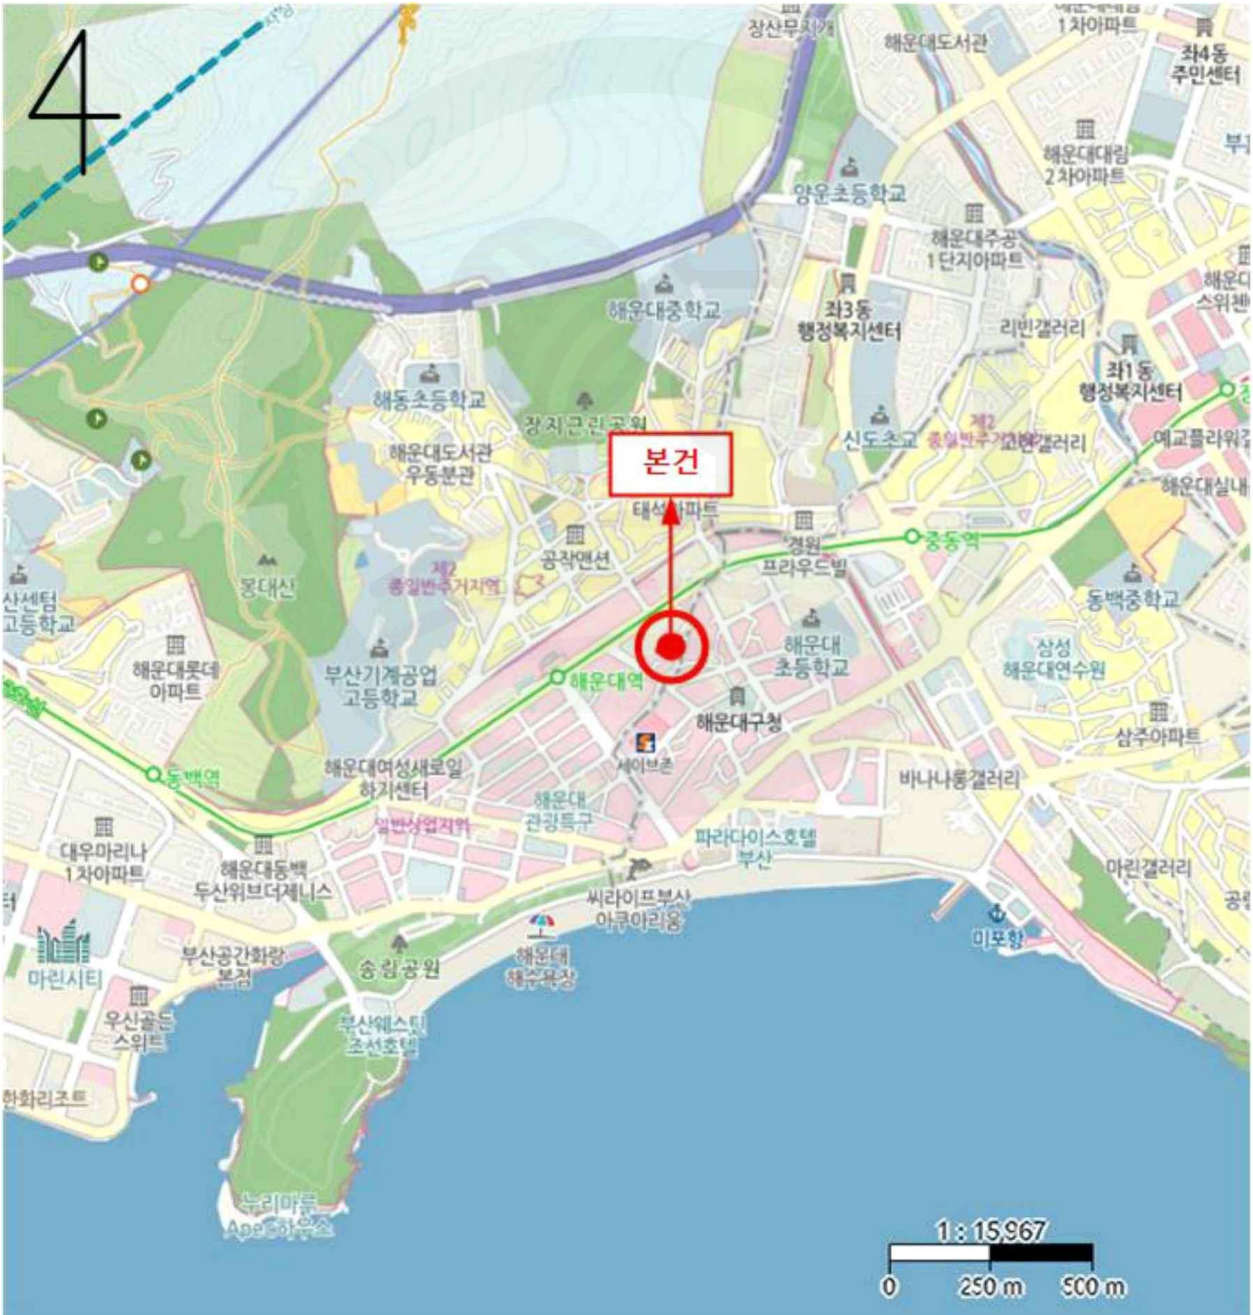 4
장산무지개
해운대도서관
1차아파트
좌4동
주민센터
해운대대림
2차아파트
양운초등학교
해운대주공
1단지아파트
해운대중학교
좌3동
행정복지센터
리빈갤러리
스위첸
좌1동
행정복지센터
해동초등학교
장지근린공원
신도초교
제2
종일반주거지역
고현갤러리
예교플라워
해운대도서관
우동분관
본건
해운대실내
태석아파트
공작맨션
경원
프라우드빌
중동역
봉대산
제2
종일반주거지역
동백중학교
산센텀
고등학교
해운대롯데
아파트
부산기계공업
고등학교
해운대
초등학교
삼성
해운대연수원
해운대역
해운대구청
삼주아파트
세이브존
동백역
해운대여성새로일
하지센터
바나나롱갤러리
해운대
관광특구
일반상업지역
파라다이스호텔
부산
대우마리나
1차아파트
해운대동백
두산위브더제니스
마린갤러리
씨라이프부산
아쿠아리움
미포항
마린시티
부산공간화랑
본점
송림공원
해운대
해수욕장
우신골든
스위트
부산웨스틴
조선호텔
한화리조트
누리마루
Apec하우스
1 : 15,967
0 250 m 500 m